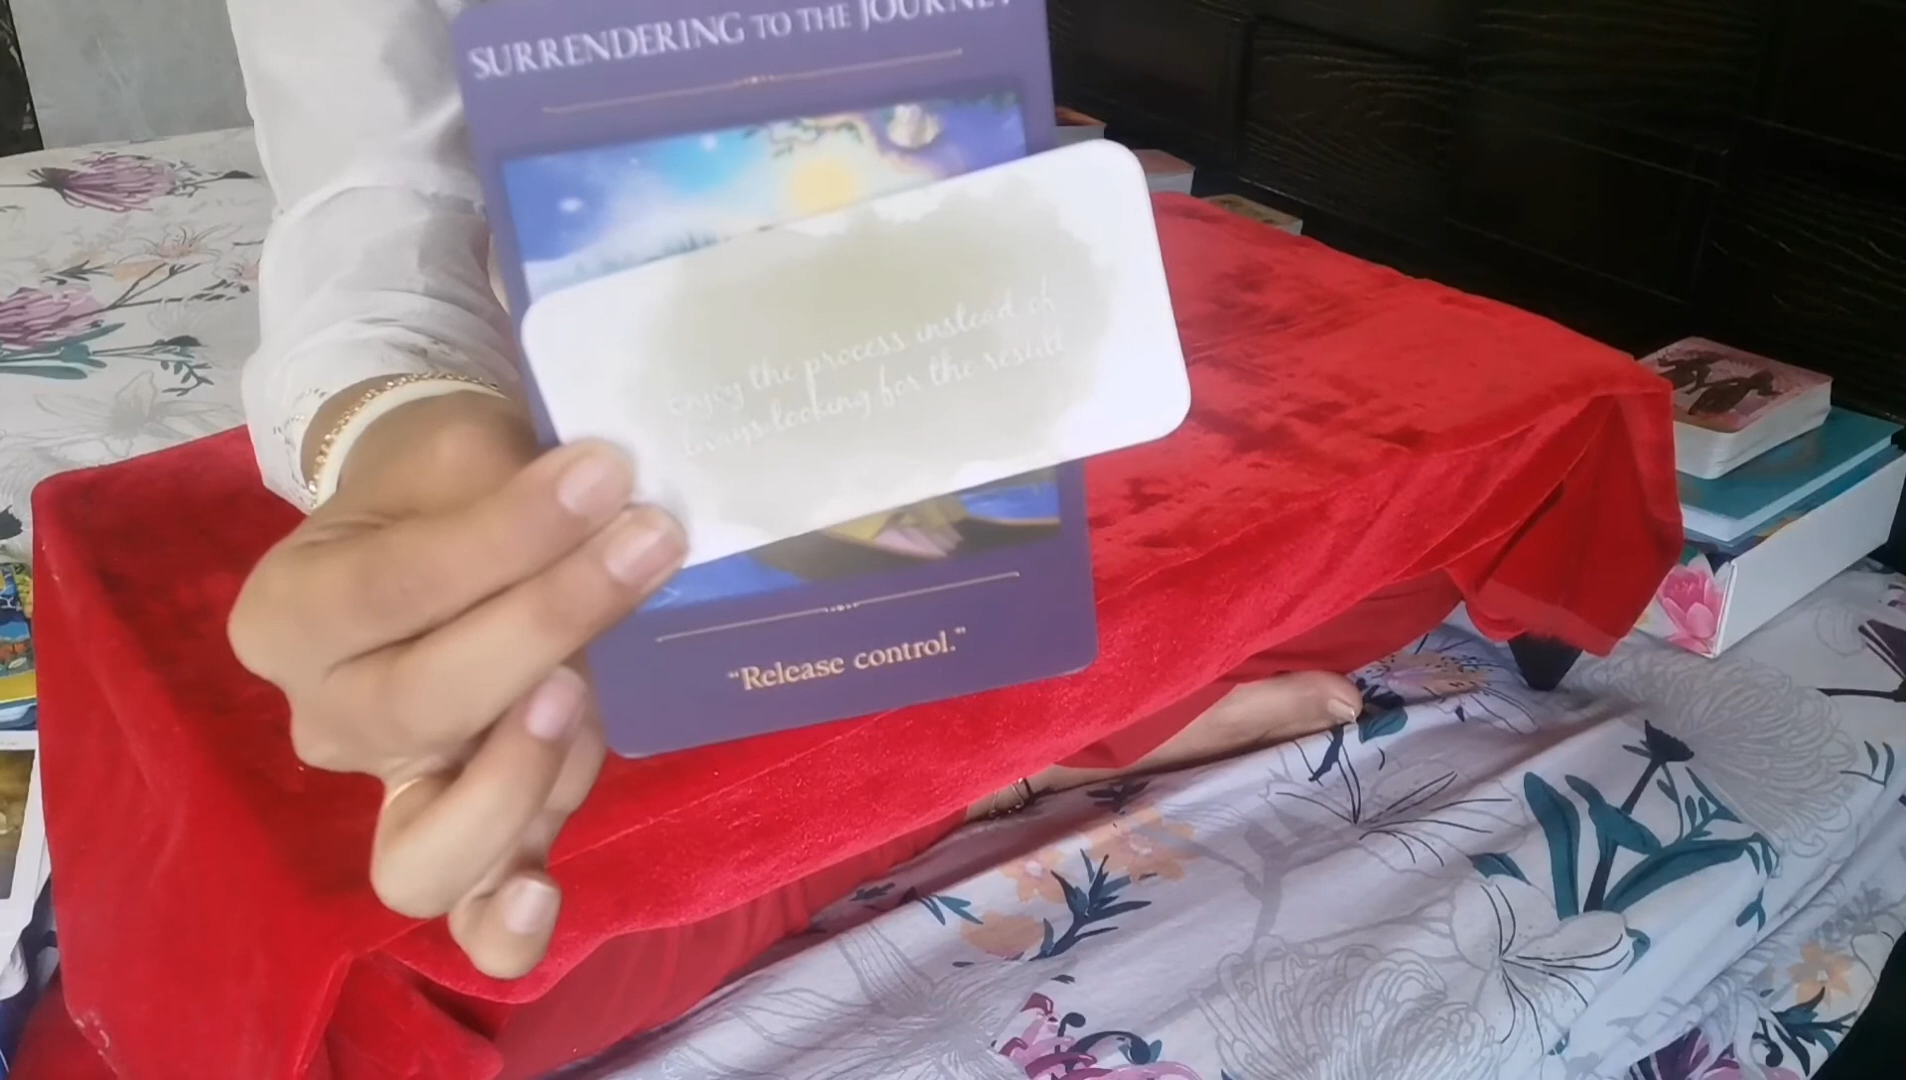 SURRENDERING TO THE JOURNEY
Enjoy the process instead of
always looking for the result
"Release control."